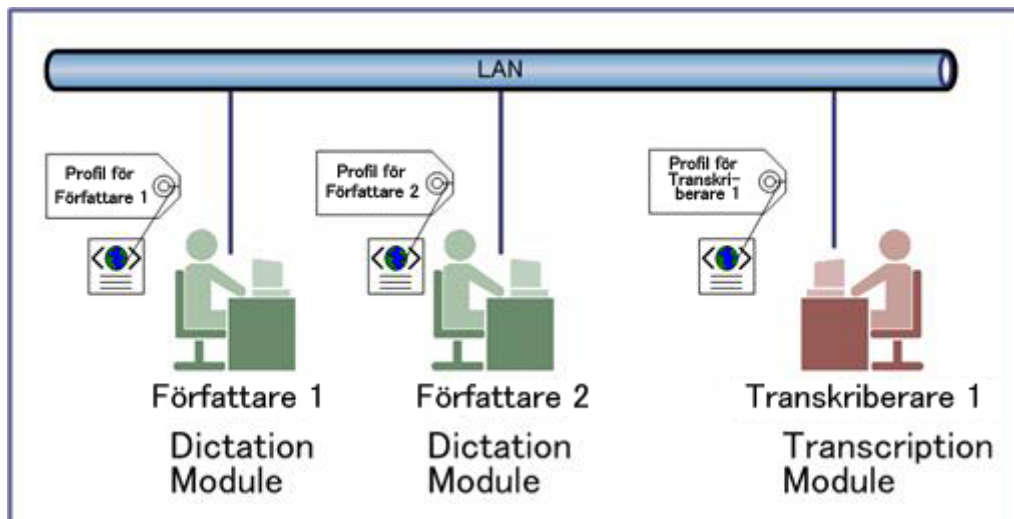 LAN
Profil för
Författare 1
Profil för
Författare 2
Profil för
Transkri-
berare 1
Författare 1
Dictation
Module
Författare 2
Dictation
Module
Transkriberare 1
Transcription
Module